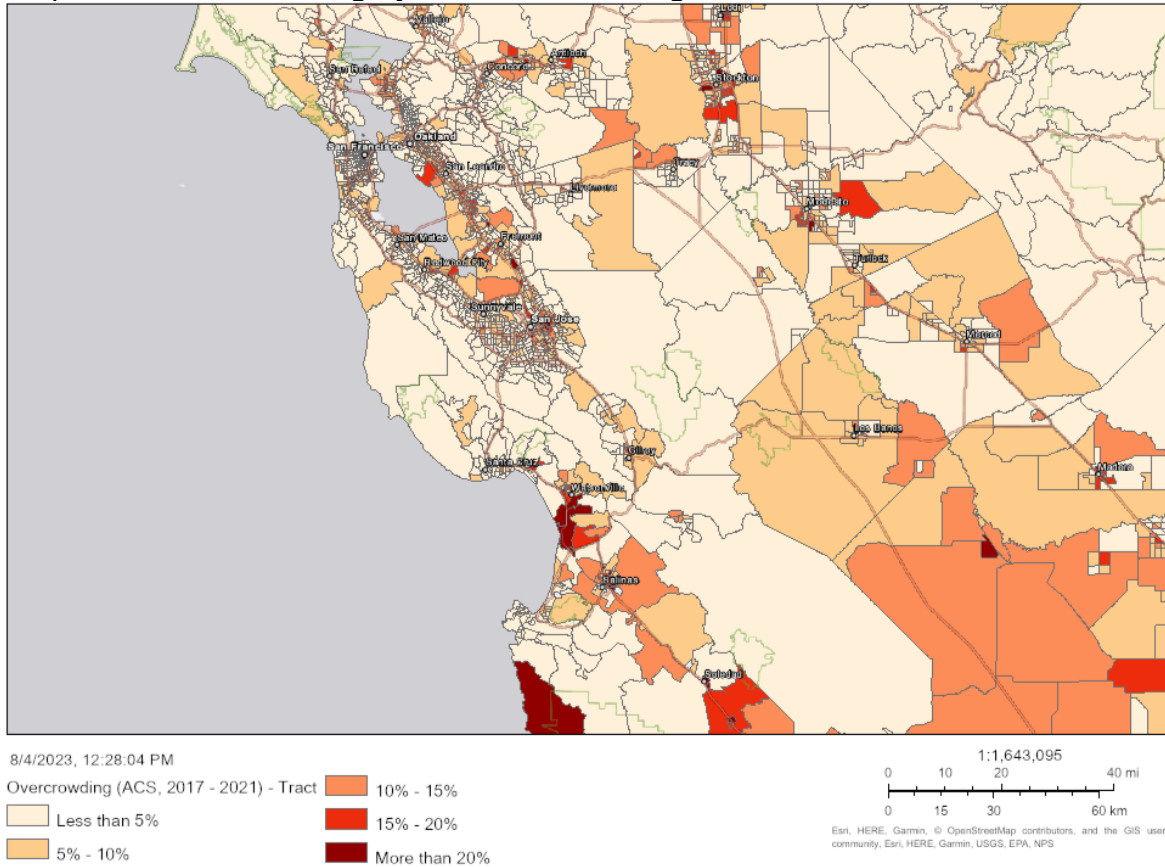 Vallejo
Lodi
San Rafael
Concord
Antioch
Stockton
Oakland
San Francisco
San Leandro
Tracy
Livermore
Modesto
San Mateo
Fremont
Redwood City
Turlock
Sunnyvale
San Jose
Merced
Los Banos
Gilroy
Santa Cruz
Madera
Watsonville
Salinas
Soledad
8/4/2023, 12:28:04 PM
Overcrowding (ACS, 2017 - 2021) - Tract
Less than 5%
5% - 10%
10% - 15%
15% - 20%
More than 20%
1:1,643,095
0 10 20 40 mi
0 15 30 60 km
Esri, HERE, Garmin, © OpenStreetMap contributors, and the GIS user
community, Esri, HERE, Garmin, USGS, EPA, NPS